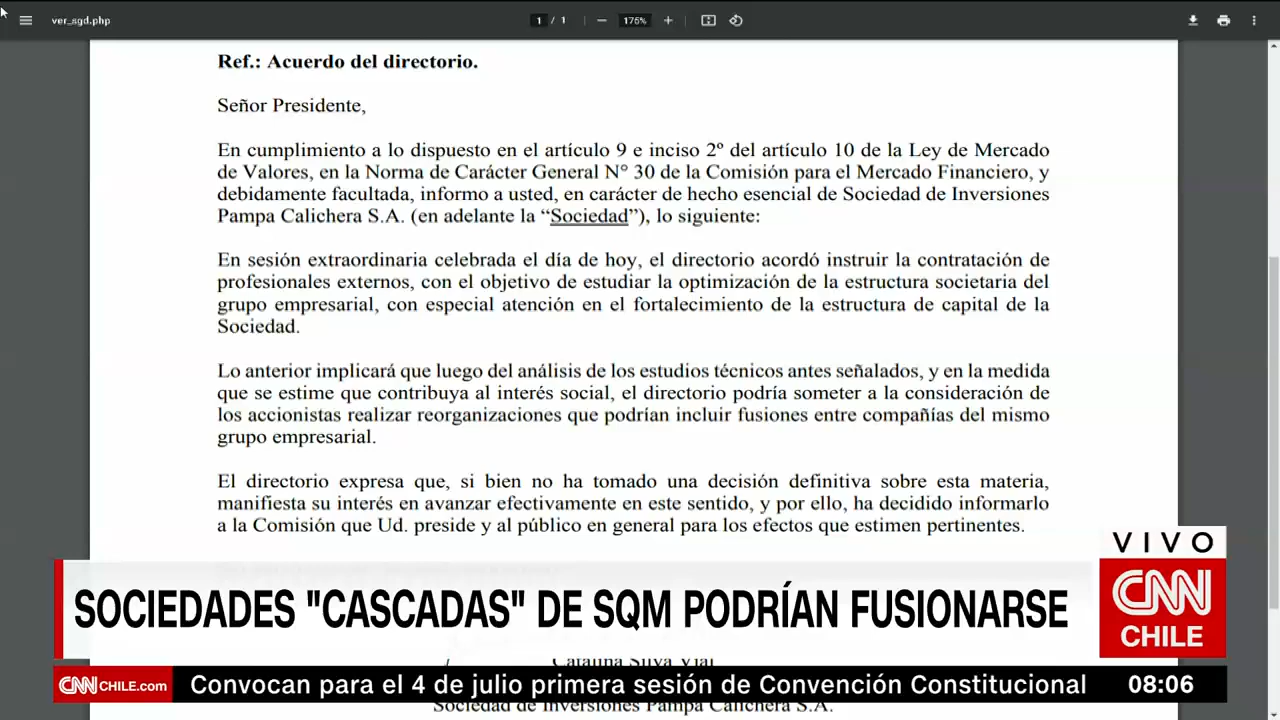 ver_sgd.php
1 / 1
176%
Ref.: Acuerdo del directorio.
Señor Presidente,
En cumplimiento a lo dispuesto en el artículo 9 e inciso 2º del artículo 10 de la Ley de Mercado
de Valores, en la Norma de Carácter General N° 30 de la Comisión para el Mercado Financiero, y
debidamente facultada, informo a usted, en carácter de hecho esencial de Sociedad de Inversiones
Pampa Calichera S.A. (en adelante la “Sociedad”), lo siguiente:
En sesión extraordinaria celebrada el día de hoy, el directorio acordó instruir la contratación de
profesionales externos, con el objetivo de estudiar la optimización de la estructura societaria del
grupo empresarial, con especial atención en el fortalecimiento de la estructura de capital de la
Sociedad.
Lo anterior implicará que luego del análisis de los estudios técnicos antes señalados, y en la medida
que se estime que contribuya al interés social, el directorio podría someter a la consideración de
los accionistas realizar reorganizaciones que podrían incluir fusiones entre compañías del mismo
grupo empresarial.
El directorio expresa que, si bien no ha tomado una decisión definitiva sobre esta materia,
manifiesta su interés en avanzar efectivamente en este sentido, y por ello, ha decidido informarlo
a la Comisión que Ud. preside y al público en general para los efectos que estimen pertinentes.
VIVO
CNN
CHILE
SOCIEDADES "CASCADAS" DE SQM PODRÍAN FUSIONARSE
Catalina Silva Vial
CNNCHILE.com
Convocan para el 4 de julio primera sesión de Convención Constitucional
08:06
Sociedad de Inversiones Pampa Calichera S.A.